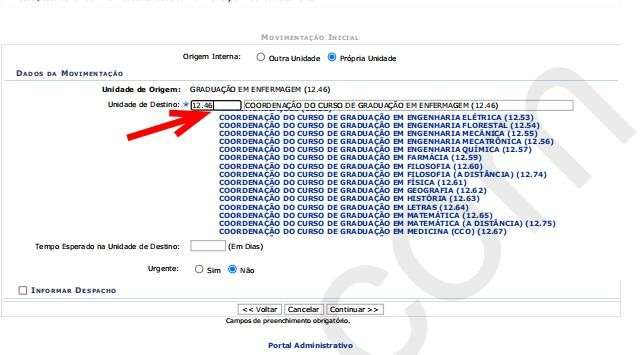 MOVIMENTAÇÃO INICIAL
Origem Interna: Outra Unidade Própria Unidade
DADOS DA MOVIMENTAÇÃO
Unidade de Origem: GRADUAÇÃO EM ENFERMAGEM (12.46)
Unidade de Destino: * 12.46 COORDENAÇÃO DO CURSO DE GRADUAÇÃO EM ENFERMAGEM (12.46)
COORDENAÇÃO DO CURSO DE GRADUAÇÃO EM ENGENHARIA ELÉTRICA (12.53)
COORDENAÇÃO DO CURSO DE GRADUAÇÃO EM ENGENHARIA FLORESTAL (12.54)
COORDENAÇÃO DO CURSO DE GRADUAÇÃO EM ENGENHARIA MECÂNICA (12.55)
COORDENAÇÃO DO CURSO DE GRADUAÇÃO EM ENGENHARIA MECATRÔNICA (12.56)
COORDENAÇÃO DO CURSO DE GRADUAÇÃO EM ENGENHARIA QUÍMICA (12.57)
COORDENAÇÃO DO CURSO DE GRADUAÇÃO EM FARMÁCIA (12.59)
COORDENAÇÃO DO CURSO DE GRADUAÇÃO EM FILOSOFIA (12.60)
COORDENAÇÃO DO CURSO DE GRADUAÇÃO EM FILOSOFIA (A DISTÂNCIA) (12.74)
COORDENAÇÃO DO CURSO DE GRADUAÇÃO EM FÍSICA (12.61)
COORDENAÇÃO DO CURSO DE GRADUAÇÃO EM GEOGRAFIA (12.62)
COORDENAÇÃO DO CURSO DE GRADUAÇÃO EM HISTÓRIA (12.63)
COORDENAÇÃO DO CURSO DE GRADUAÇÃO EM LETRAS (12.64)
COORDENAÇÃO DO CURSO DE GRADUAÇÃO EM MATEMÁTICA (12.65)
COORDENAÇÃO DO CURSO DE GRADUAÇÃO EM MATEMÁTICA (A DISTÂNCIA) (12.75)
COORDENAÇÃO DO CURSO DE GRADUAÇÃO EM MEDICINA (CCO) (12.67)
Tempo Esperado na Unidade de Destino: (Em Dias)
Urgente: Sim Não
INFORMAR DESPACHO
<< Voltar Cancelar Continuar >>
Campos de preenchimento obrigatório.
Portal Administrativo
com